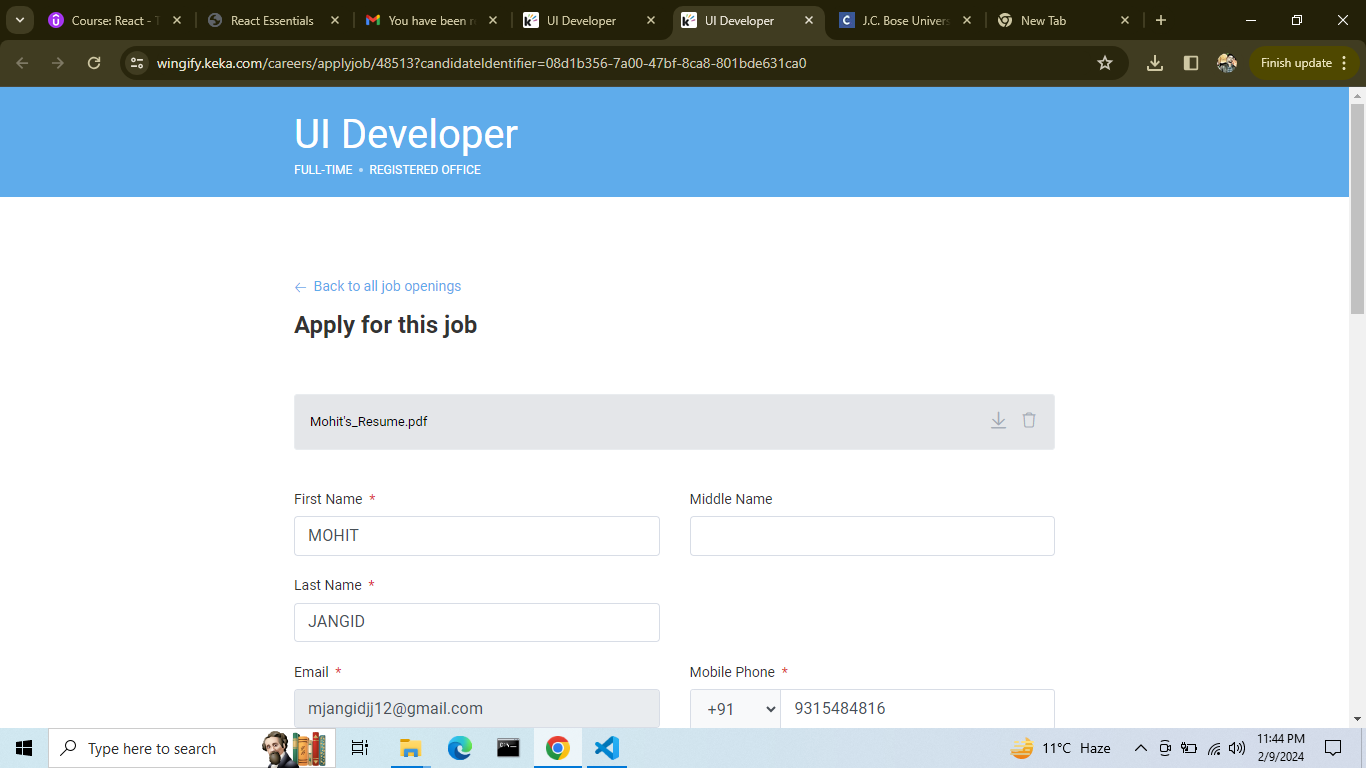 Course: React - T
React Essentials
You have been r
UI Developer
UI Developer
J.C. Bose Univers
New Tab
wingify.keka.com/careers/applyjob/48513?candidateIdentifier=08d1b356-7a00-47bf-8ca8-801bde631ca0
Finish update
UI Developer
FULL-TIME • REGISTERED OFFICE
← Back to all job openings
Apply for this job
Mohit's_Resume.pdf
First Name *
Middle Name
MOHIT
Last Name *
JANGID
Email *
Mobile Phone *
mjangidjj12@gmail.com
+91
9315484816
Type here to search
11°C Haze
11:44 PM
2/9/2024